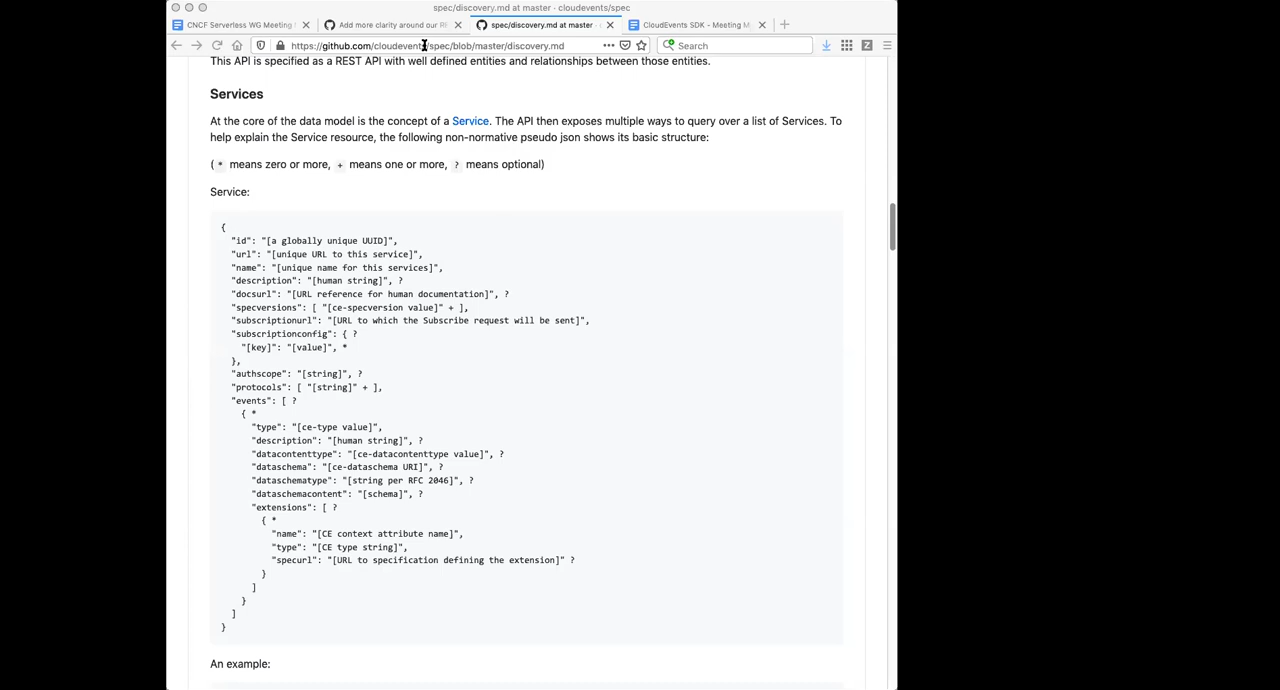 spec/discovery.md at master · cloudevents/spec
CNCF Serverless WG Meeting
Add more clarity around our R
spec/discovery.md at master ·
CloudEvents SDK - Meeting M
https://github.com/cloudevents/spec/blob/master/discovery.md
Search
This API is specified as a REST API with well defined entities and relationships between those entities.
Services
At the core of the data model is the concept of a Service. The API then exposes multiple ways to query over a list of Services. To
help explain the Service resource, the following non-normative pseudo json shows its basic structure:
( * means zero or more, + means one or more, ? means optional)
Service:
{
"id": "[a globally unique UUID]",
"url": "[unique URL to this service]",
"name": "[unique name for this services]",
"description": "[human string]", ?
"docsurl": "[URL reference for human documentation]", ?
"specversions": [ "[ce-specversion value]" + ],
"subscriptionurl": "[URL to which the Subscribe request will be sent]",
"subscriptionconfig": { ?
"[key]": "[value]", *
},
"authscope": "[string]", ?
"protocols": [ "[string]" + ],
"events": [ ?
{ *
"type": "[ce-type value]",
"description": "[human string]", ?
"datacontenttype": "[ce-datacontenttype value]", ?
"dataschema": "[ce-dataschema URI]", ?
"dataschematype": "[string per RFC 2046]", ?
"dataschemacontent": "[schema]", ?
"extensions": [ ?
{ *
"name": "[CE context attribute name]",
"type": "[CE type string]",
"specurl": "[URL to specification defining the extension]" ?
}
]
}
]
}
An example: